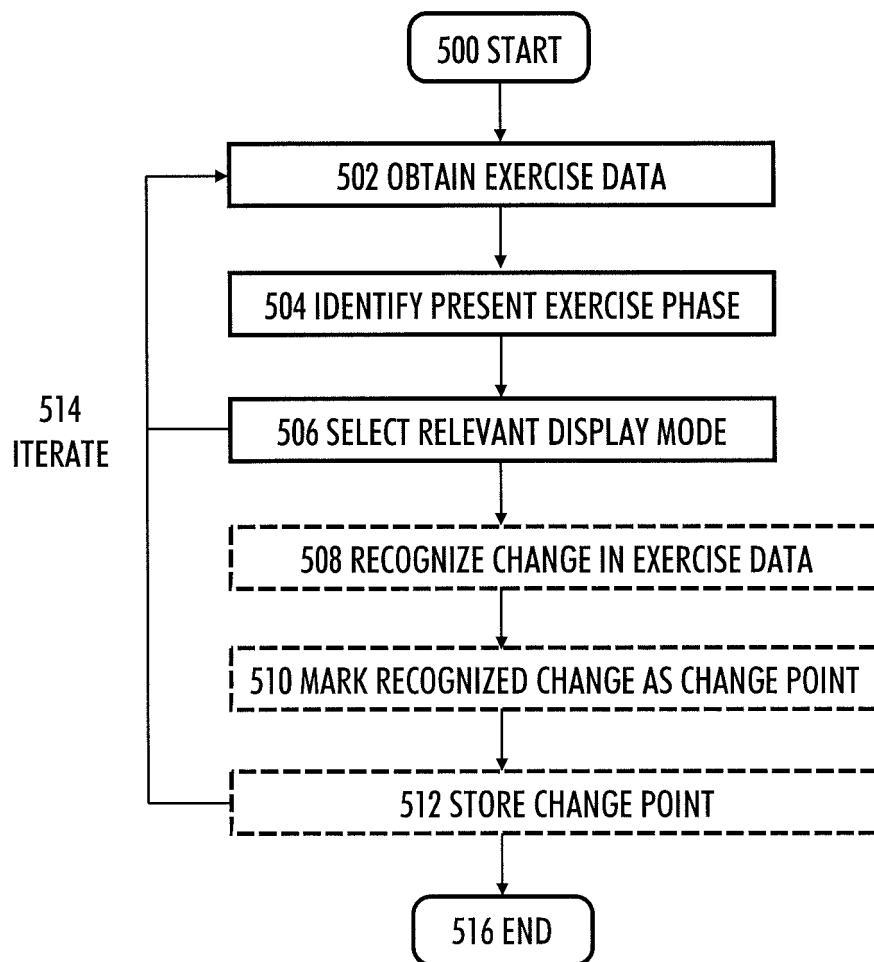 500 START
502 OBTAIN EXERCISE DATA
504 IDENTIFY PRESENT EXERCISE PHASE
514
ITERATE
506 SELECT RELEVANT DISPLAY MODE
508 RECOGNIZE CHANGE IN EXERCISE DATA
510 MARK RECOGNIZED CHANGE AS CHANGE POINT
512 STORE CHANGE POINT
516 END